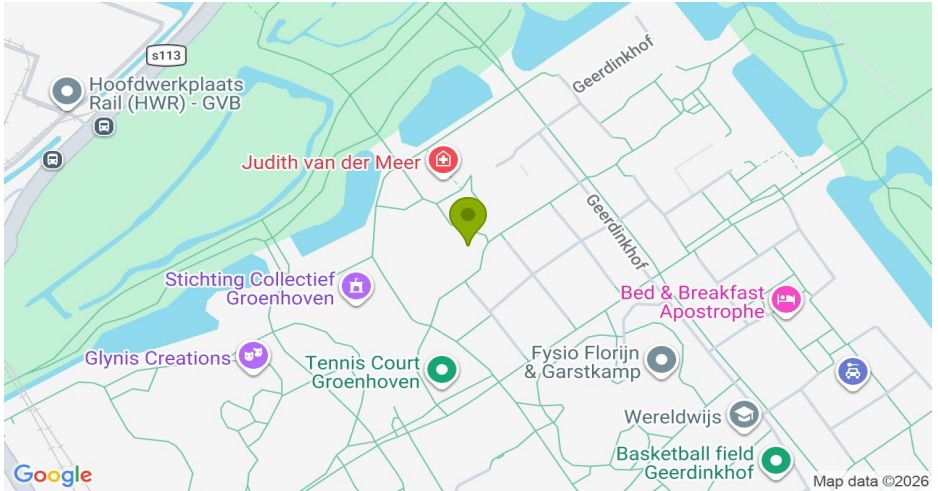 s113
Geerdinkhof
Hoofdwerkplaats
Rail (HWR) - GVB
Judith van der Meer
Geerdinkhof
Stichting Collectief
Groenhoven
Bed & Breakfast
Apostrophe
Glynis Creations
Tennis Court
Groenhoven
Fysio Florijn
& Garstkamp
Wereldwijs
Basketball field
Geerdinkhof
Google
Map data ©2026